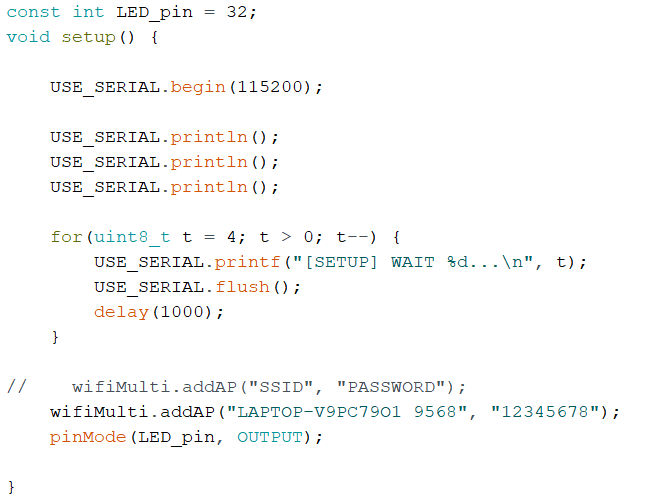 const int LED_pin = 32;
void setup() {
USE_SERIAL.begin(115200);
USE_SERIAL.println();
USE_SERIAL.println();
USE_SERIAL.println();
for(uint8_t t = 4; t > 0; t--) {
USE_SERIAL.printf("[SETUP] WAIT %d...\n", t);
USE_SERIAL.flush();
delay(1000);
}
// wifiMulti.addAP("SSID", "PASSWORD");
wifiMulti.addAP("LAPTOP-V9PC79O1 9568", "12345678");
pinMode(LED_pin, OUTPUT);
}